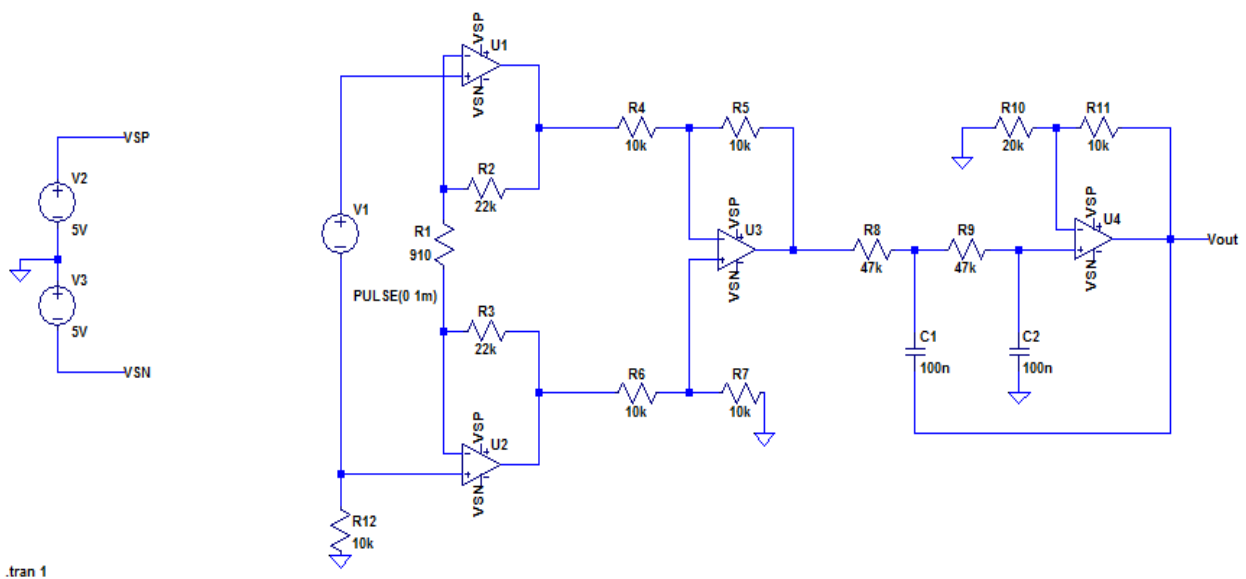 VSP
V2
5V
V3
5V
VSN
V1
PULSE(0 1m)
R12
10k
R1
910
R2
22k
R3
22k
VSP
U1
VSN
VSP
U2
VSN
R4
10k
R5
10k
R6
10k
R7
10k
VSP
U3
VSN
R8
47k
R9
47k
C1
100n
C2
100n
R10
20k
R11
10k
VSP
U4
VSN
Vout
.tran 1